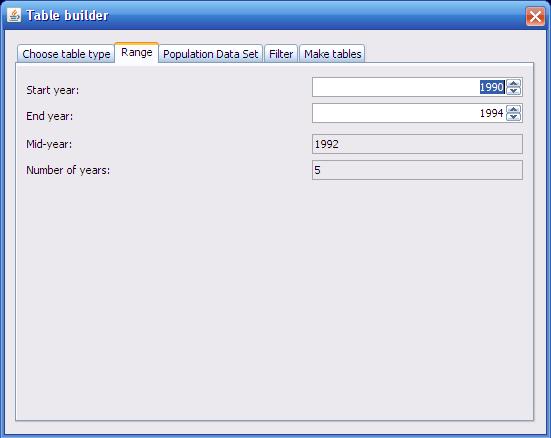 Table builder
Choose table type Range Population Data Set Filter Make tables
Start year: 1990
End year: 1994
Mid-year: 1992
Number of years: 5